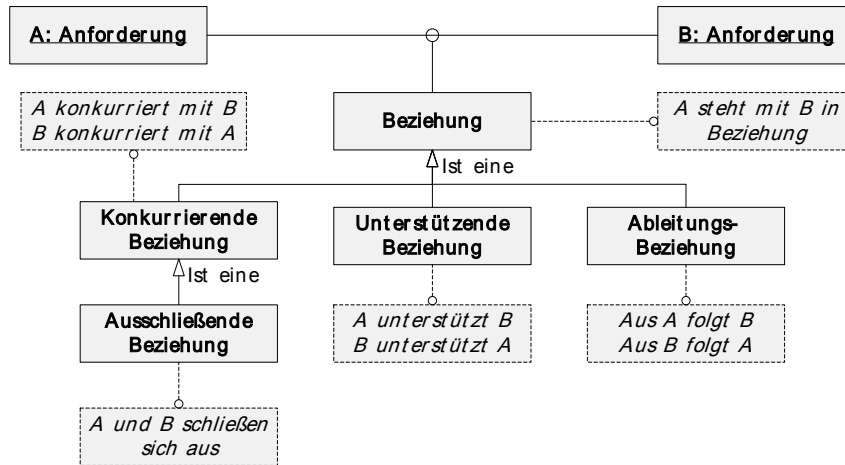 A: Anforderung
B: Anforderung
A konkurriert mit B
B konkurriert mit A
Beziehung
A steht mit B in
Beziehung
Ist eine
Konkurrierende
Beziehung
Unterstützende
Beziehung
Ableitungs-
Beziehung
Ist eine
Ausschließende
Beziehung
A unterstützt B
B unterstützt A
Aus A folgt B
Aus B folgt A
A und B schließen
sich aus